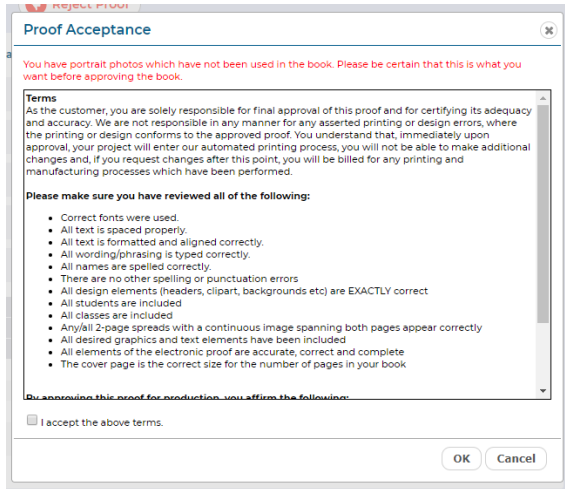 Reject Proof
Proof Acceptance
a
You have portrait photos which have not been used in the book. Please be certain that this is what you
want before approving the book.
Terms
As the customer, you are solely responsible for final approval of this proof and for certifying its adequacy
and accuracy. We are not responsible in any manner for any asserted printing or design errors, where
the printing or design conforms to the approved proof. You understand that, immediately upon
approval, your project will enter our automated printing process, you will not be able to make additional
changes and, if you request changes after this point, you will be billed for any printing and
manufacturing processes which have been performed.
Please make sure you have reviewed all of the following:
• Correct fonts were used.
• All text is spaced properly.
• All text is formatted and aligned correctly.
• All wording/phrasing is typed correctly.
• All names are spelled correctly.
• There are no other spelling or punctuation errors
• All design elements (headers, clipart, backgrounds etc) are EXACTLY correct
• All students are included
• All classes are included
• Any/all 2-page spreads with a continuous image spanning both pages appear correctly
• All desired graphics and text elements have been included
• All elements of the electronic proof are accurate, correct and complete
• The cover page is the correct size for the number of pages in your book
By approving this proof for production, you affirm the following:
I accept the above terms.
OK Cancel